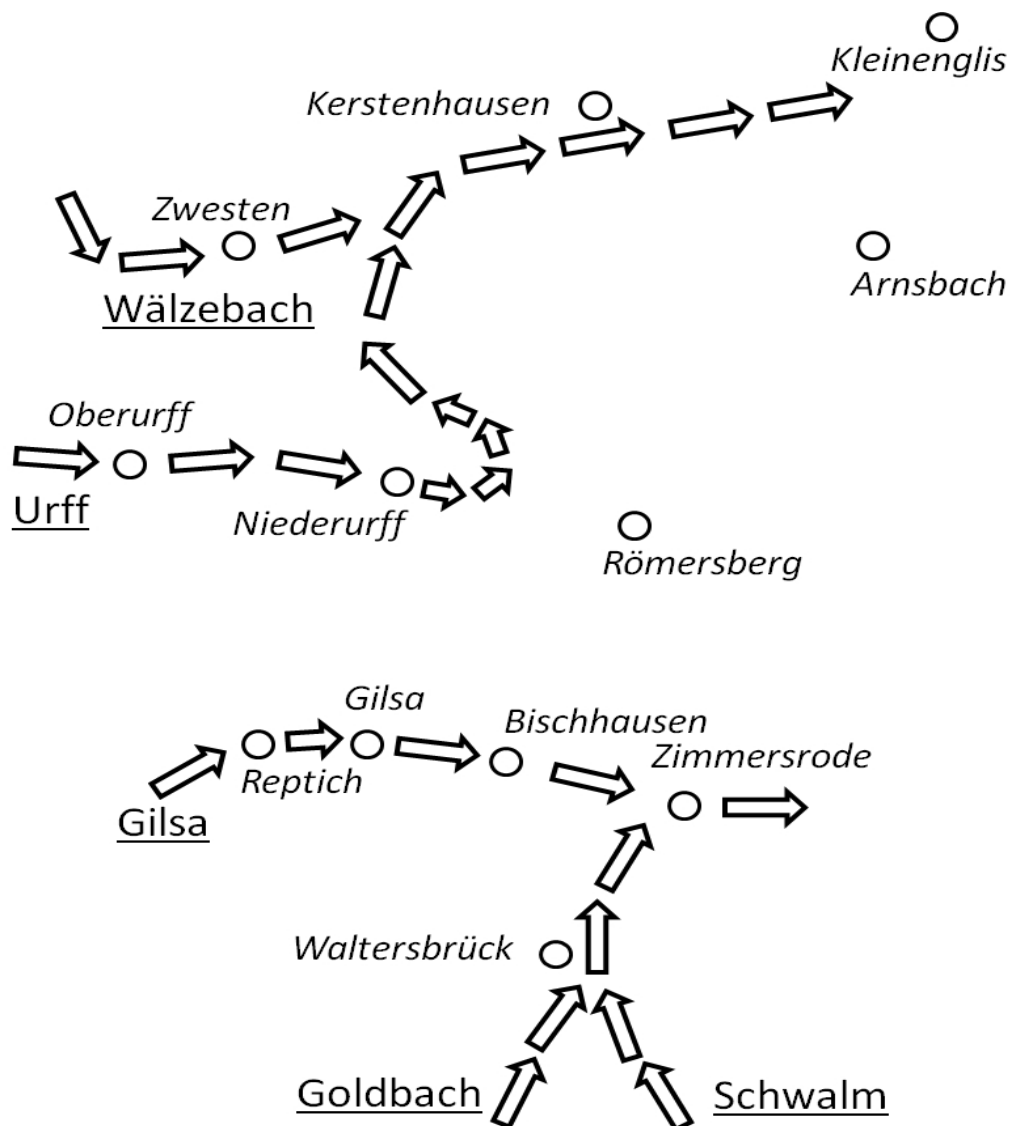 Kleinenglis
Kerstenhausen
Zwesten
Wälzebach
Arnsbach
Oberurff
Urff
Niederurff
Römersberg
Gilsa
Bischhausen
Zimmersrode
Reptich
Gilsa
Waltersbrück
Goldbach
Schwalm